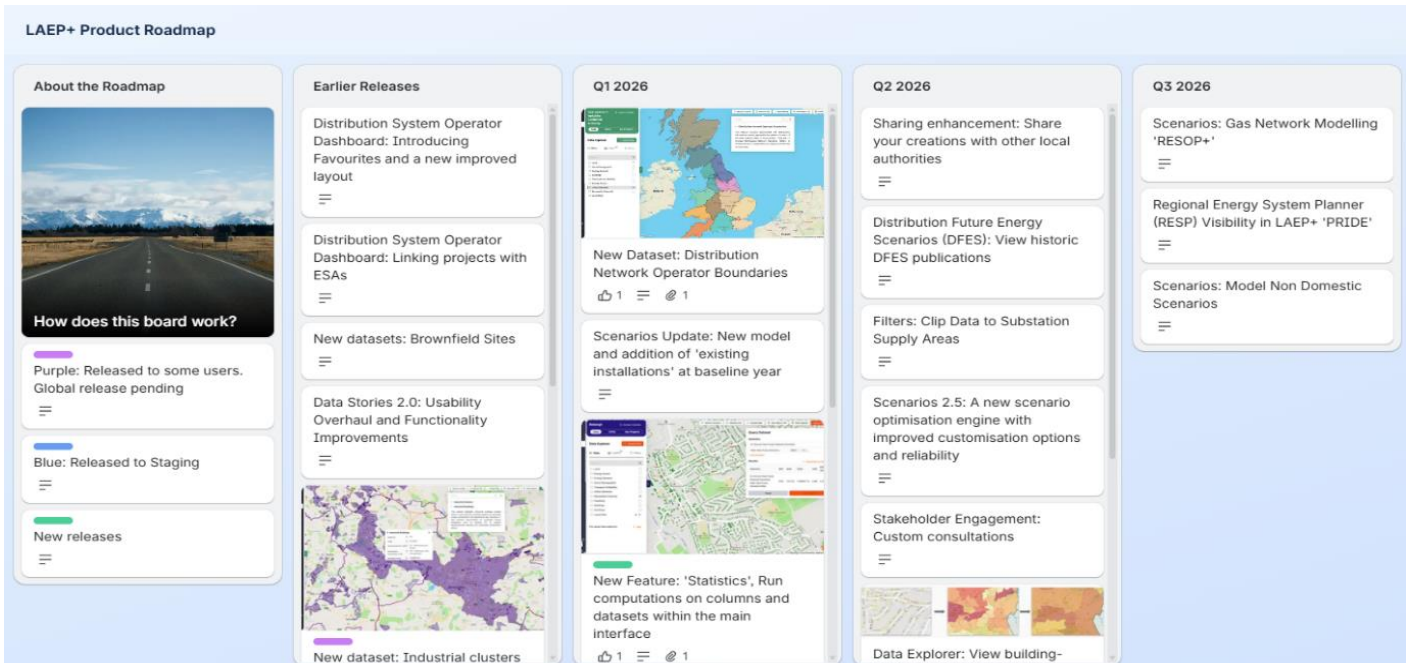 LAEP+ Product Roadmap
About the Roadmap
How does this board work?
Purple: Released to some users.
Global release pending
Blue: Released to Staging
New releases
Earlier Releases
Distribution System Operator
Dashboard: Introducing
Favourites and a new improved
layout
Distribution System Operator
Dashboard: Linking projects with
ESAs
New datasets: Brownfield Sites
Data Stories 2.0: Usability
Overhaul and Functionality
Improvements
New dataset: Industrial clusters
Q1 2026
New Dataset: Distribution
Network Operator Boundaries
1 1
Scenarios Update: New model
and addition of 'existing
installations' at baseline year
New Feature: 'Statistics', Run
computations on columns and
datasets within the main
interface
1 1
Q2 2026
Sharing enhancement: Share
your creations with other local
authorities
Distribution Future Energy
Scenarios (DFES): View historic
DFES publications
Filters: Clip Data to Substation
Supply Areas
Scenarios 2.5: A new scenario
optimisation engine with
improved customisation options
and reliability
Stakeholder Engagement:
Custom consultations
Data Explorer: View building-
Q3 2026
Scenarios: Gas Network Modelling
'RESOP+'
Regional Energy System Planner
(RESP) Visibility in LAEP+ 'PRIDE'
Scenarios: Model Non Domestic
Scenarios